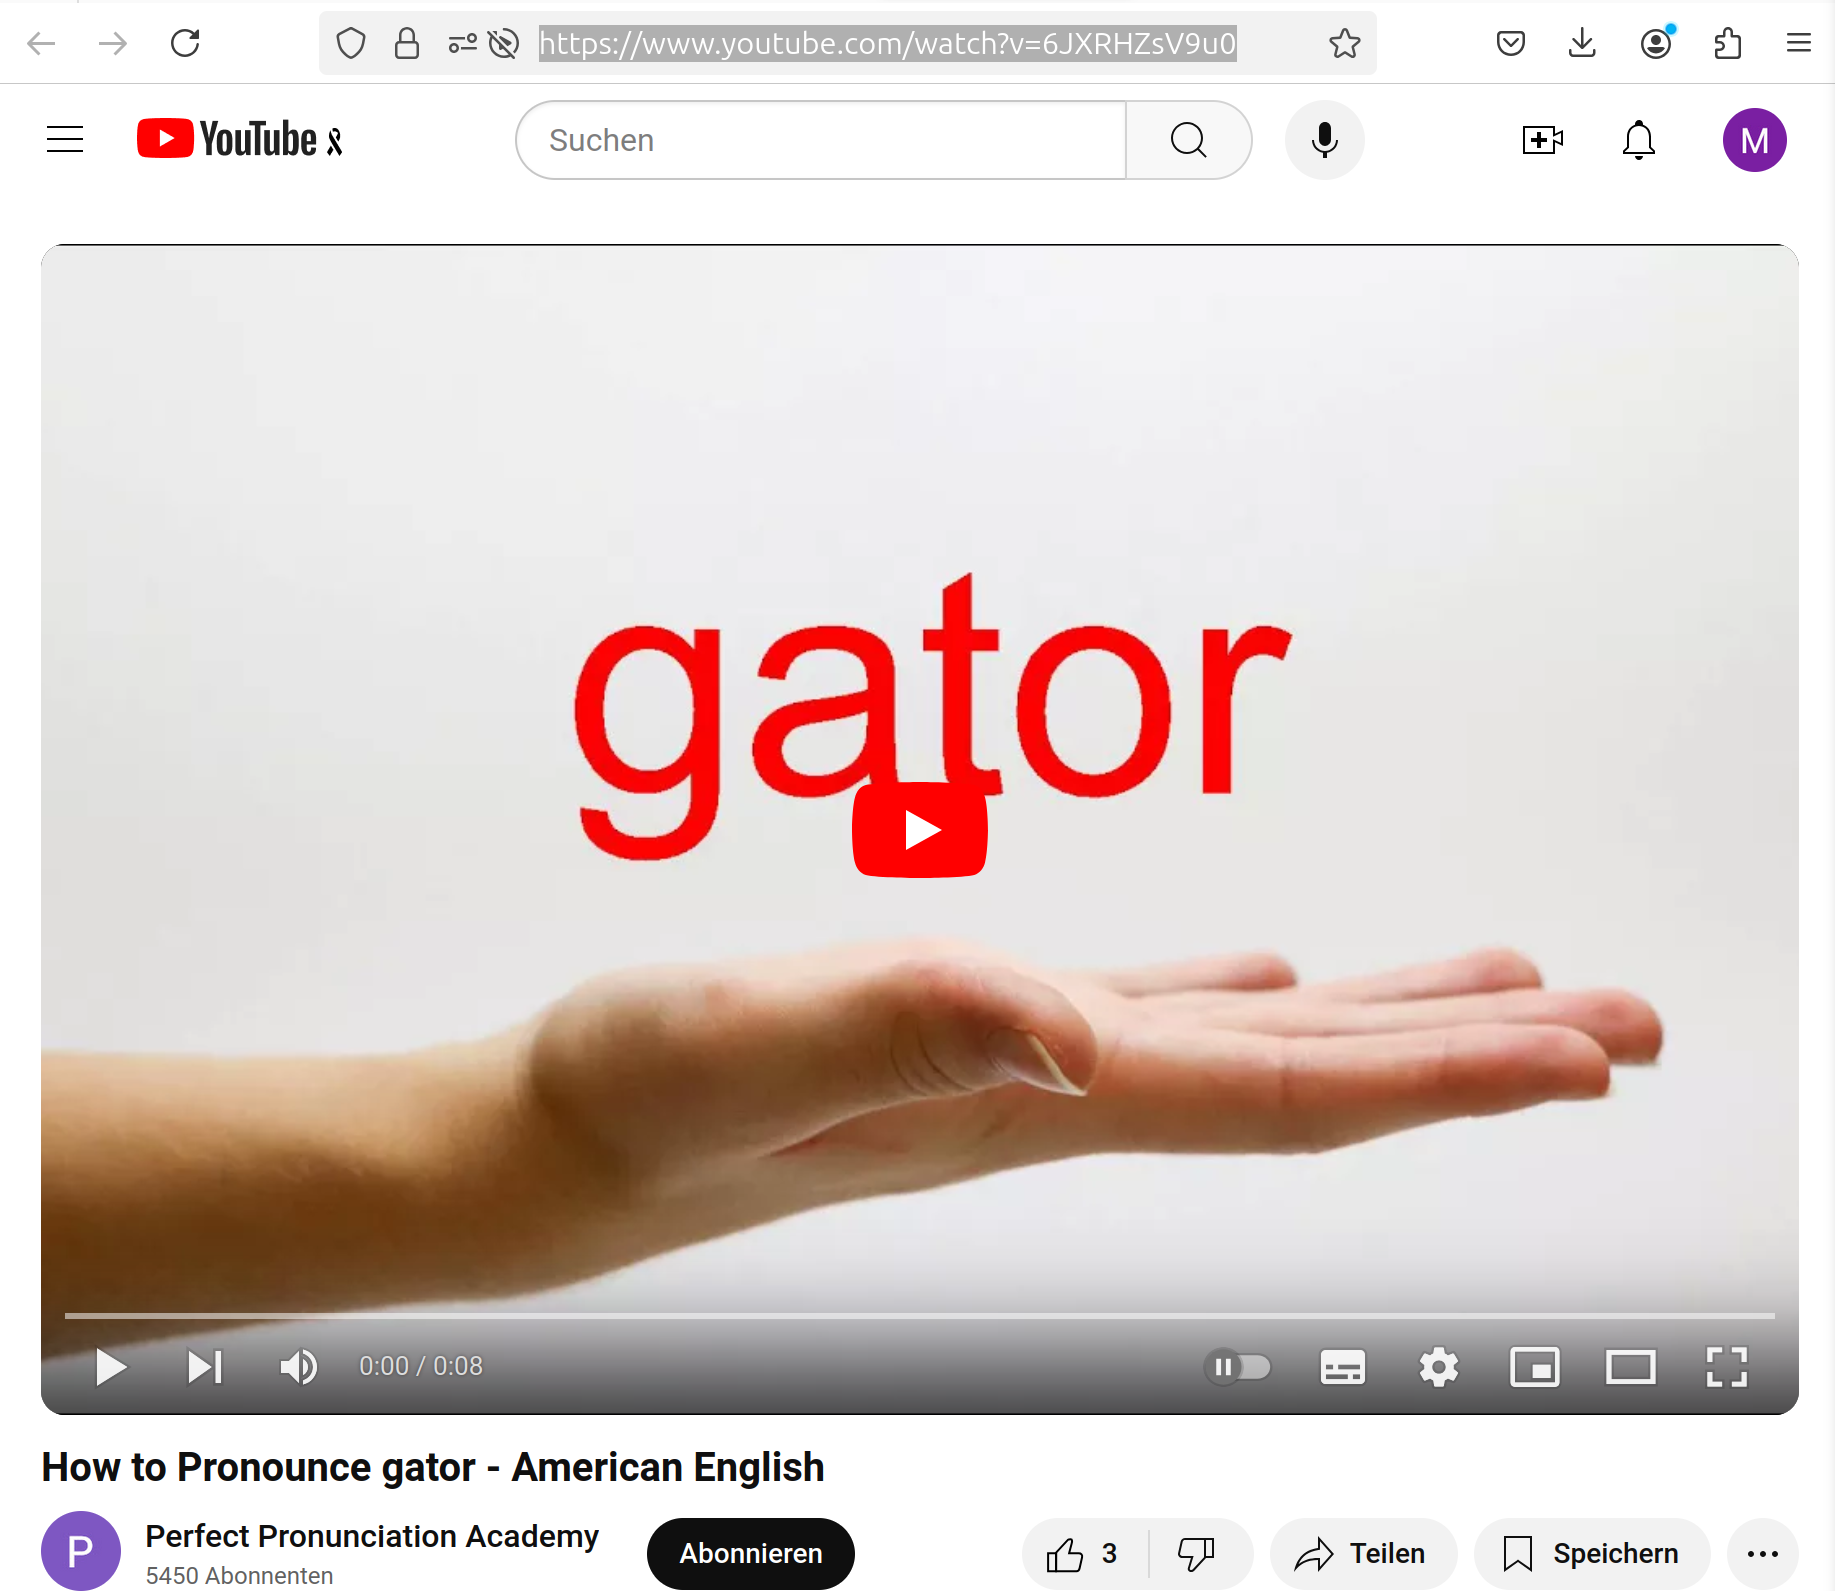 https://www.youtube.com/watch?v=6JXRHZsV9u0
YouTube
Suchen
M
gator
0:00 / 0:08
How to Pronounce gator - American English
P
Perfect Pronunciation Academy
5450 Abonnenten
Abonnieren
3
Teilen
Speichern